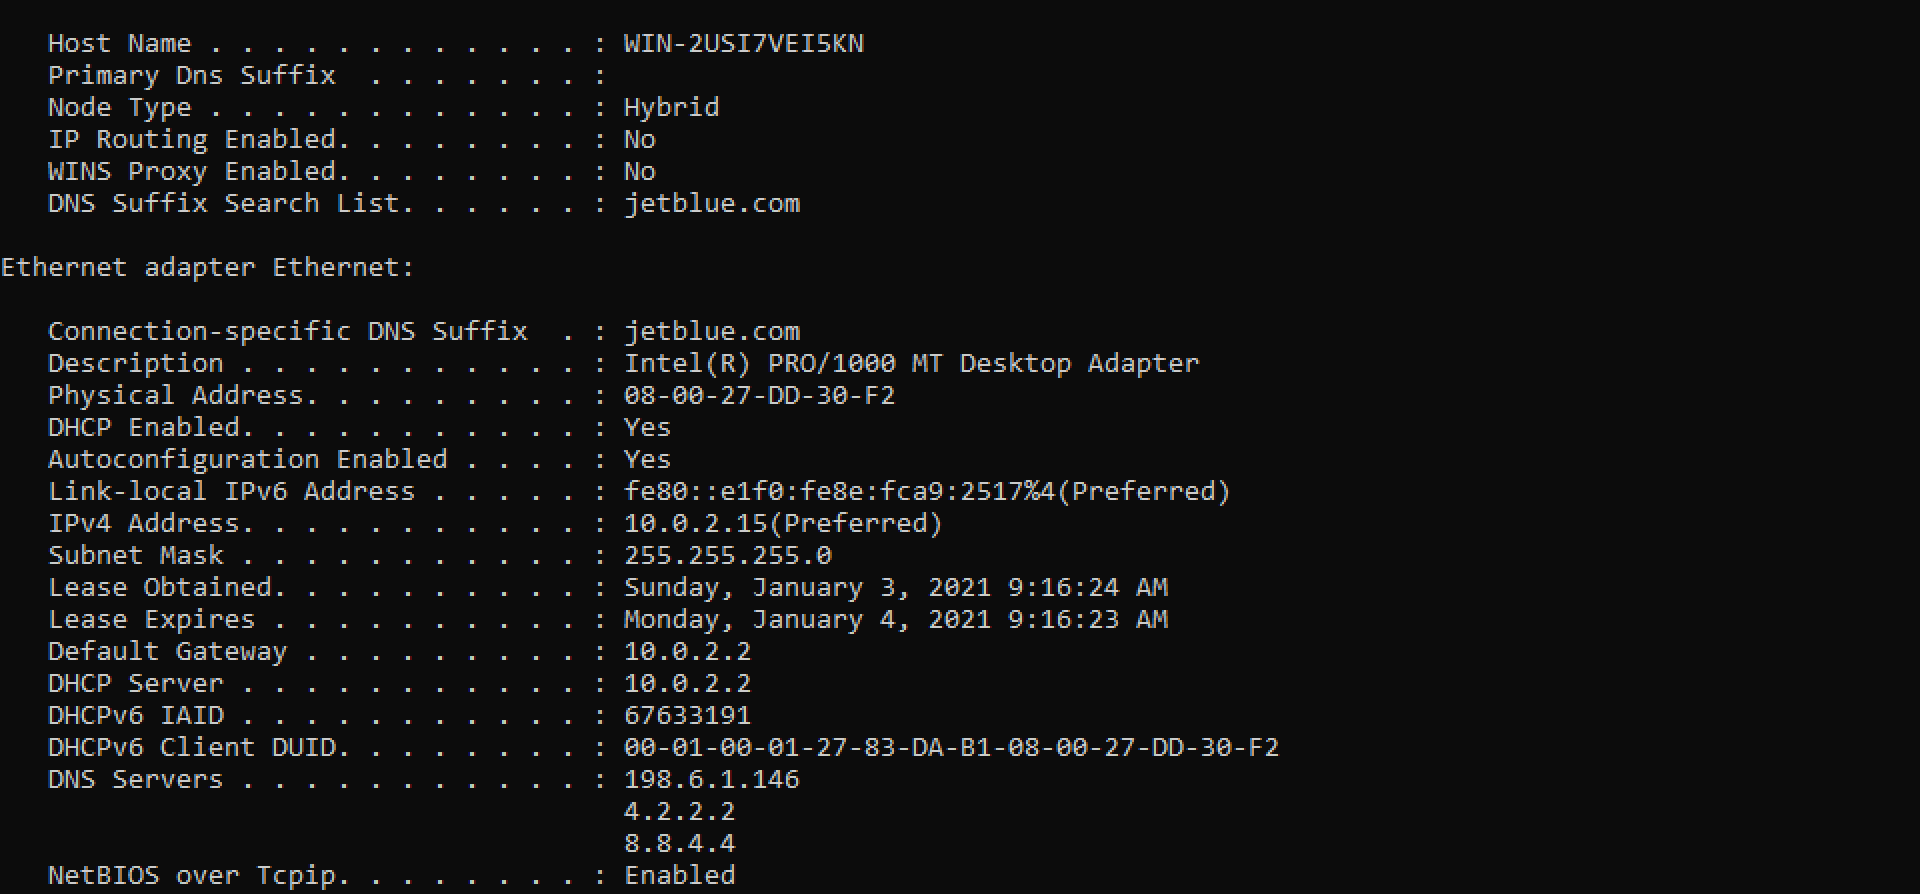 Host Name . . . . . . . . . . . . : WIN-2USI7VEI5KN
Primary Dns Suffix  . . . . . . . :
Node Type . . . . . . . . . . . . : Hybrid
IP Routing Enabled. . . . . . . . : No
WINS Proxy Enabled. . . . . . . . : No
DNS Suffix Search List. . . . . . : jetblue.com
Ethernet adapter Ethernet:
Connection-specific DNS Suffix  . : jetblue.com
Description . . . . . . . . . . . : Intel(R) PRO/1000 MT Desktop Adapter
Physical Address. . . . . . . . . : 08-00-27-DD-30-F2
DHCP Enabled. . . . . . . . . . . : Yes
Autoconfiguration Enabled . . . . : Yes
Link-local IPv6 Address . . . . . : fe80::e1f0:fe8e:fca9:2517%4(Preferred)
IPv4 Address. . . . . . . . . . . : 10.0.2.15(Preferred)
Subnet Mask . . . . . . . . . . . : 255.255.255.0
Lease Obtained. . . . . . . . . . : Sunday, January 3, 2021 9:16:24 AM
Lease Expires . . . . . . . . . . : Monday, January 4, 2021 9:16:23 AM
Default Gateway . . . . . . . . . : 10.0.2.2
DHCP Server . . . . . . . . . . . : 10.0.2.2
DHCPv6 IAID . . . . . . . . . . . : 67633191
DHCPv6 Client DUID. . . . . . . . : 00-01-00-01-27-83-DA-B1-08-00-27-DD-30-F2
DNS Servers . . . . . . . . . . . : 198.6.1.146
4.2.2.2
8.8.4.4
NetBIOS over Tcpip. . . . . . . . : Enabled